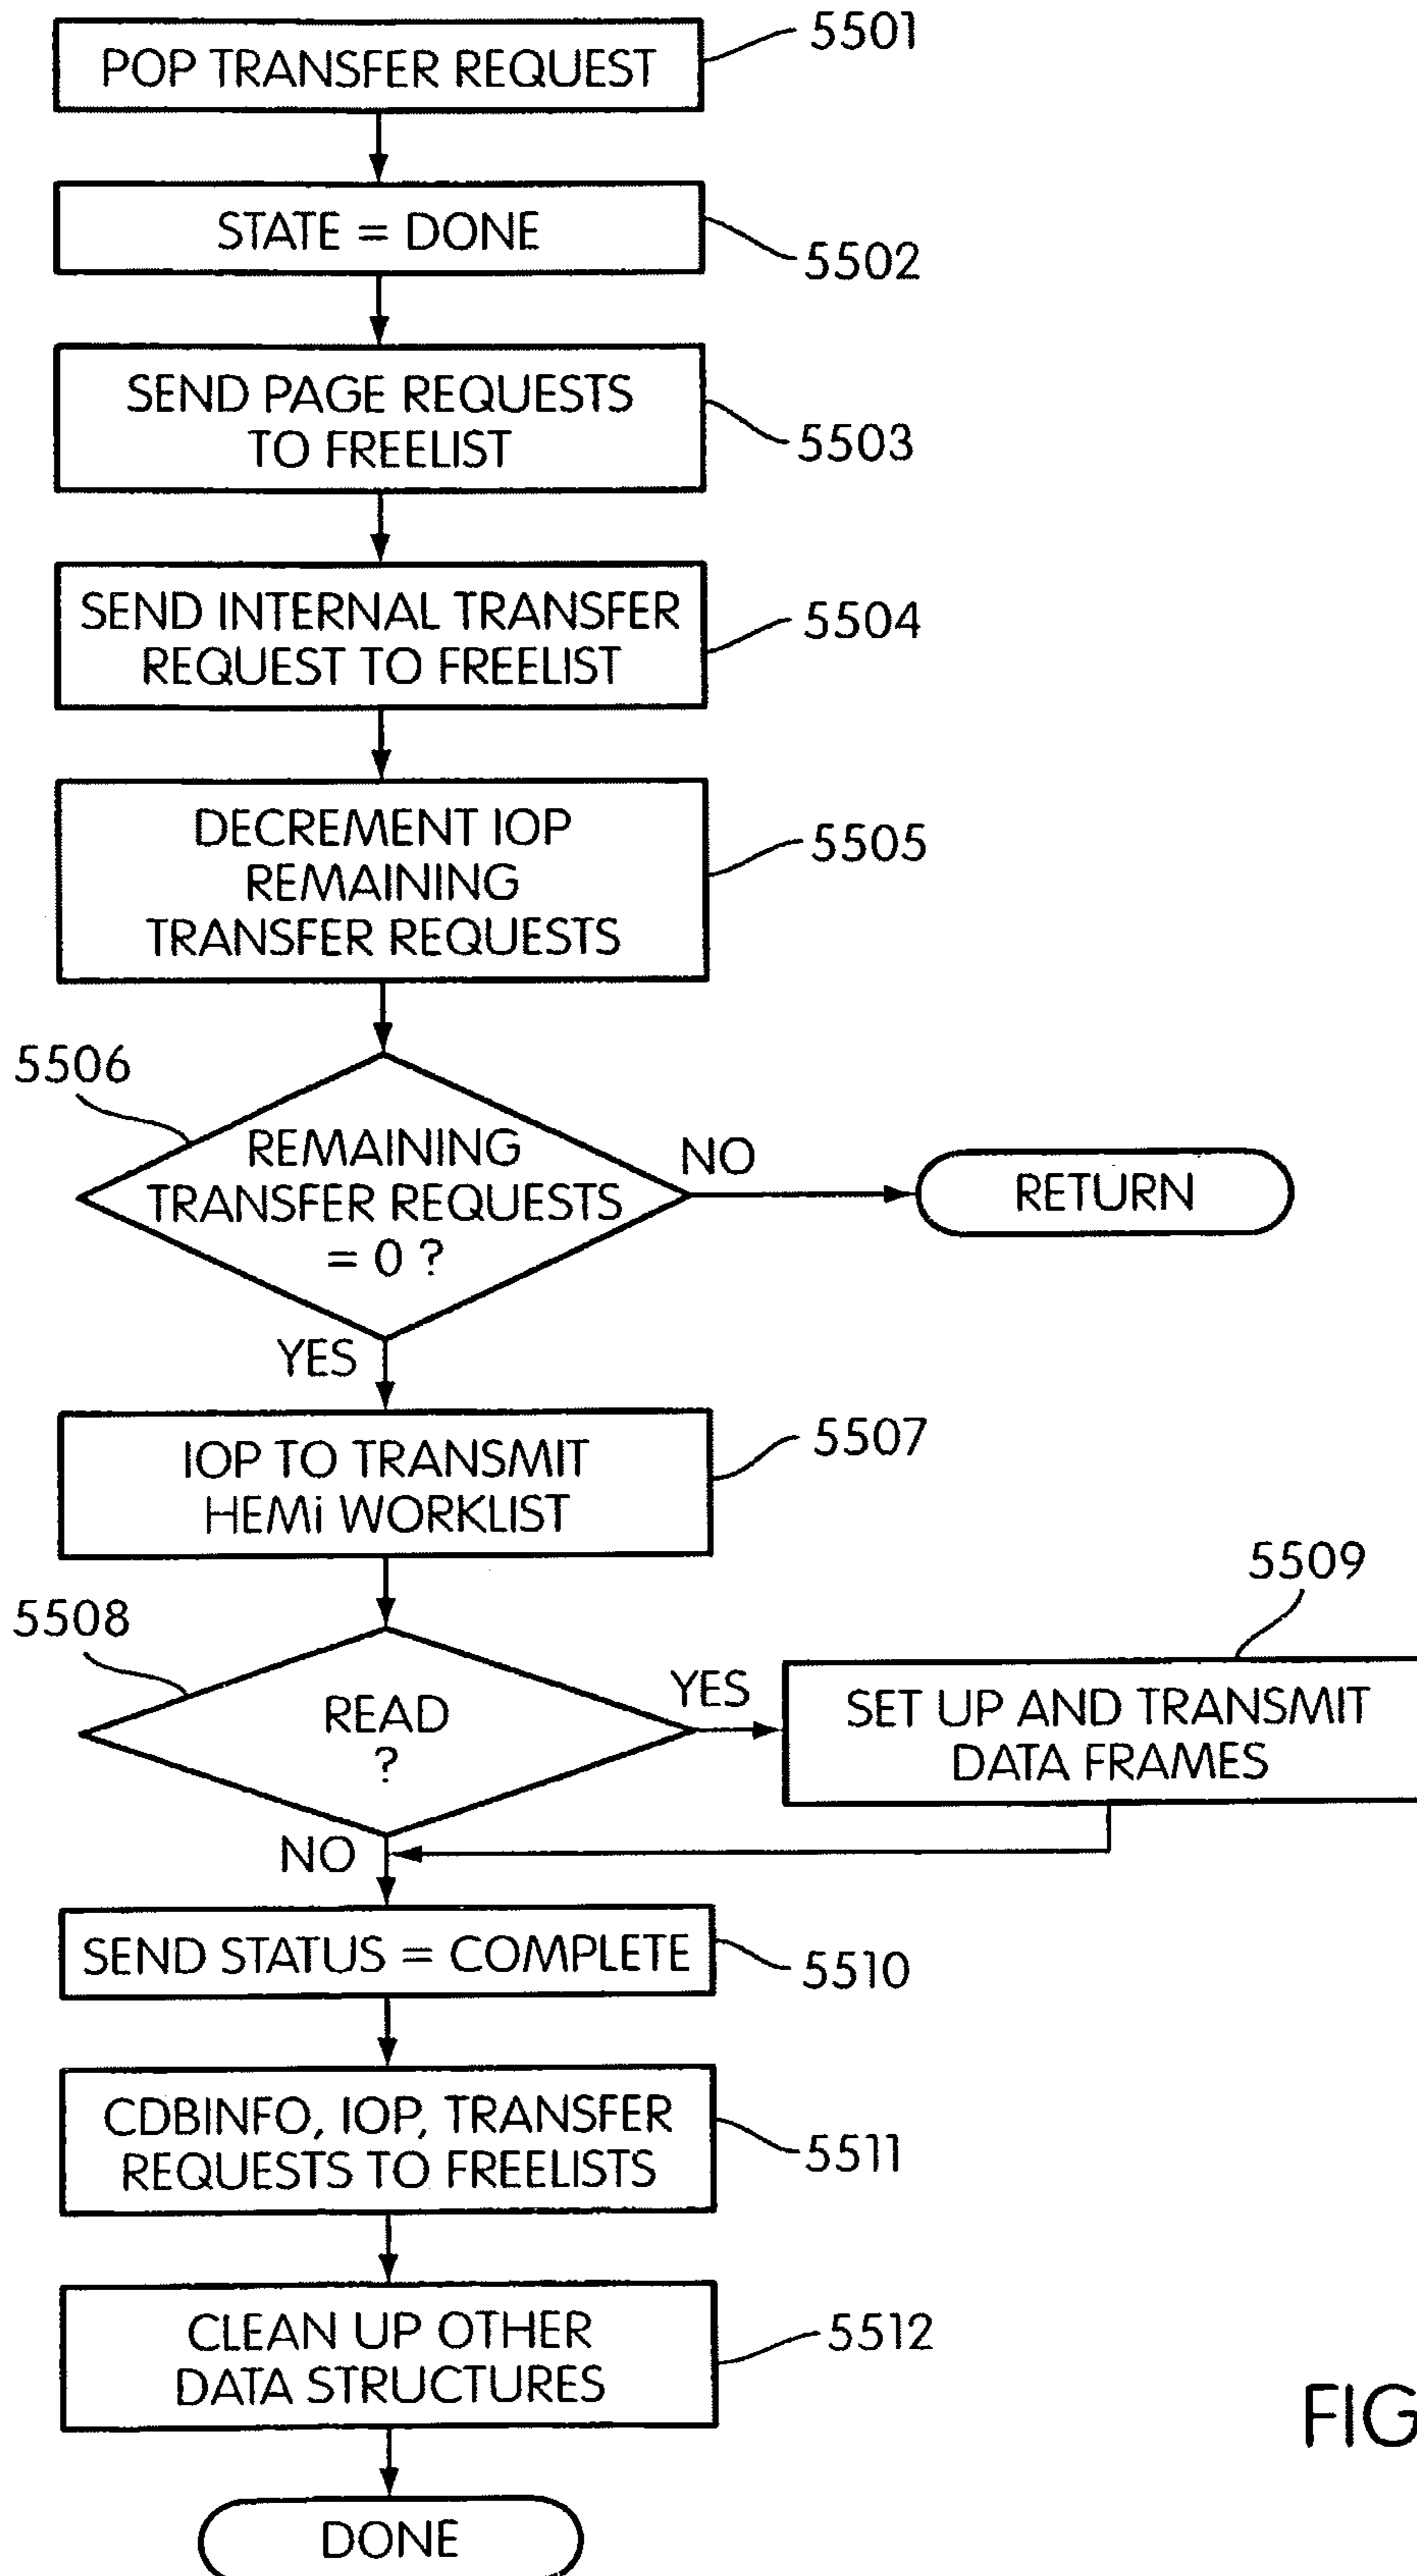 POP TRANSFER REQUEST
5501
STATE = DONE
5502
SEND PAGE REQUESTS
TO FREELIST
5503
SEND INTERNAL TRANSFER
REQUEST TO FREELIST
5504
DECREMENT IOP
REMAINING
TRANSFER REQUESTS
5505
5506
REMAINING
TRANSFER REQUESTS
= 0 ?
NO
RETURN
YES
IOP TO TRANSMIT
HEMi WORKLIST
5507
5508
READ
?
YES
5509
SET UP AND TRANSMIT
DATA FRAMES
NO
SEND STATUS = COMPLETE
5510
CDBINFO, IOP, TRANSFER
REQUESTS TO FREELISTS
5511
CLEAN UP OTHER
DATA STRUCTURES
5512
FIG
DONE